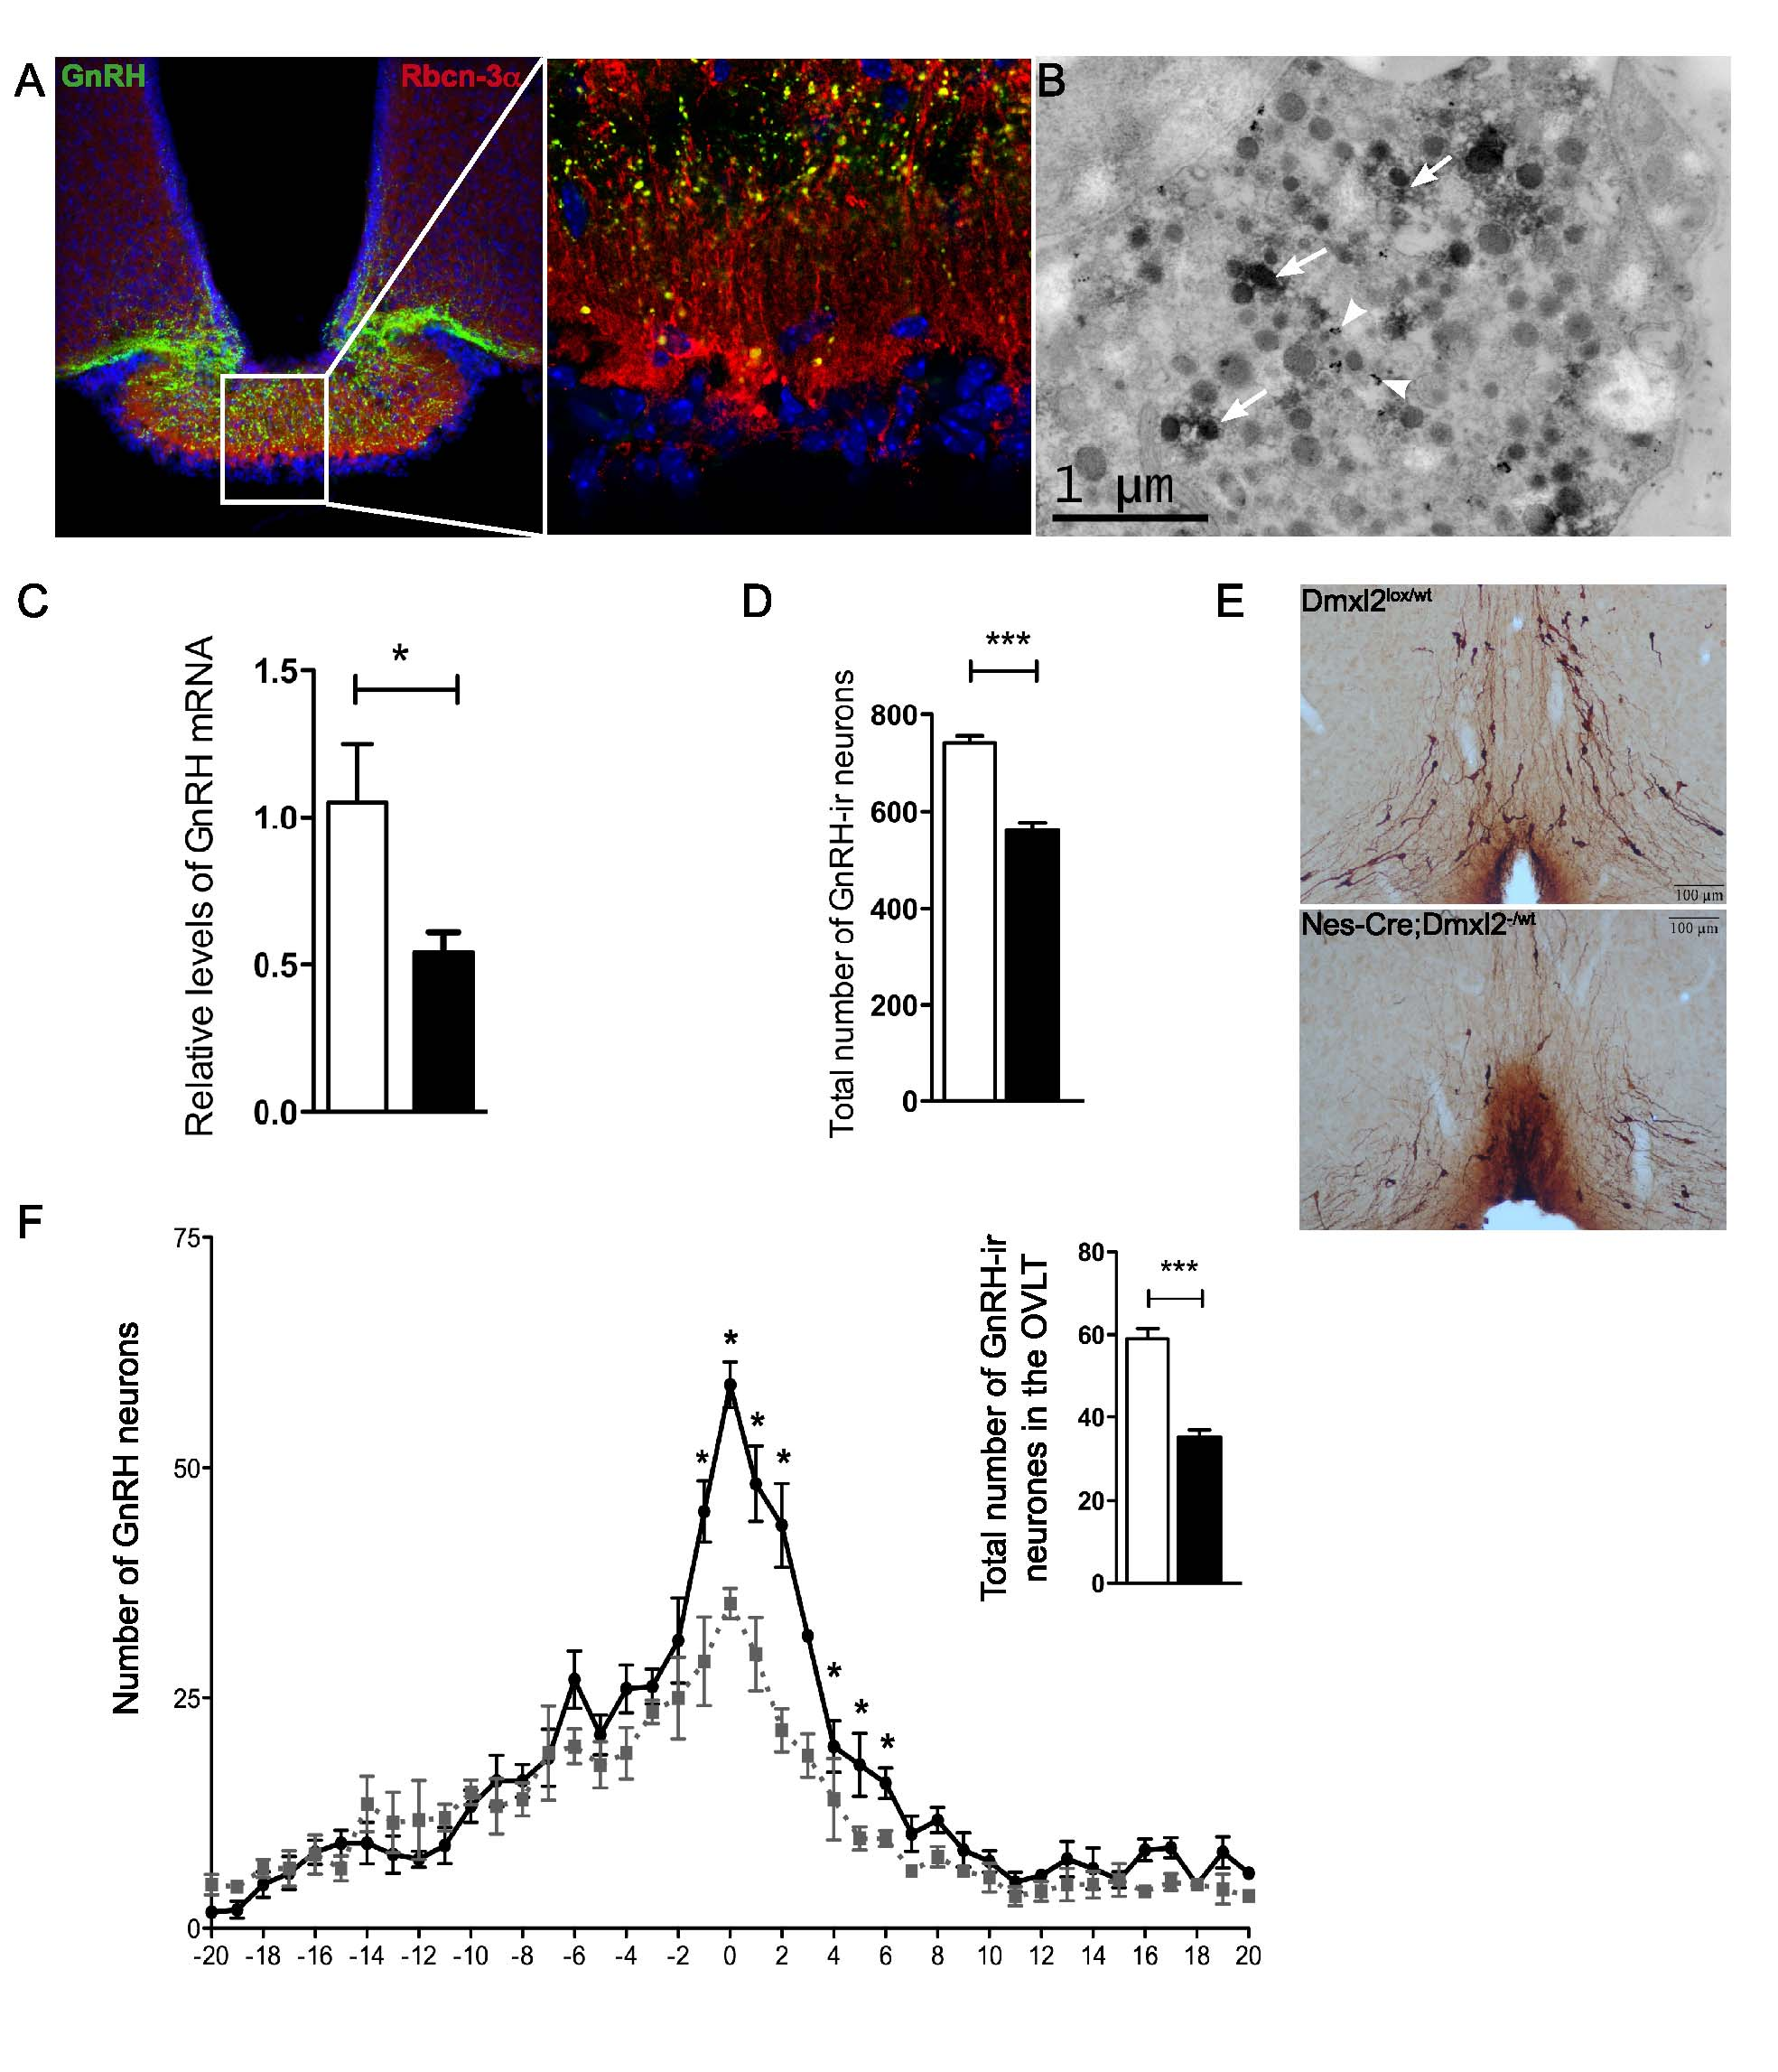 A
GnRH
Rbcn-3α
B
1 µm
C
Relative levels of GnRH mRNA
1.5
1.0
0.5
0.0
*
D
Total number of GnRH-ir neurons
800
600
400
200
0
***
E
Dmxl2lox/wt
100 µm
Nes-Cre;Dmxl2-/wt
100 µm
F
Number of GnRH neurons
75
50
25
0
*
*
*
*
*
*
*
-20 -18 -16 -14 -12 -10 -8 -6 -4 -2 0 2 4 6 8 10 12 14 16 18 20
Total number of GnRH-ir
neurones in the OVLT
80
60
40
20
0
***